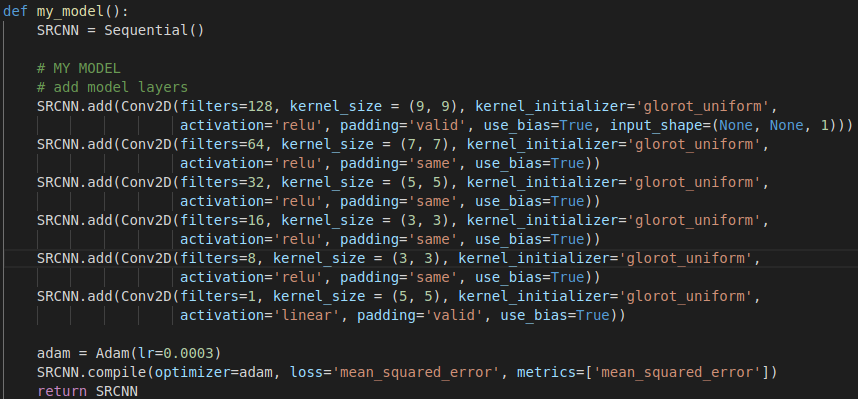 def my_model():
    SRCNN = Sequential()

    # MY MODEL
    # add model layers
    SRCNN.add(Conv2D(filters=128, kernel_size = (9, 9), kernel_initializer='glorot_uniform',
                     activation='relu', padding='valid', use_bias=True, input_shape=(None, None, 1)))
    SRCNN.add(Conv2D(filters=64, kernel_size = (7, 7), kernel_initializer='glorot_uniform',
                     activation='relu', padding='same', use_bias=True))
    SRCNN.add(Conv2D(filters=32, kernel_size = (5, 5), kernel_initializer='glorot_uniform',
                     activation='relu', padding='same', use_bias=True))
    SRCNN.add(Conv2D(filters=16, kernel_size = (3, 3), kernel_initializer='glorot_uniform',
                     activation='relu', padding='same', use_bias=True))
    SRCNN.add(Conv2D(filters=8, kernel_size = (3, 3), kernel_initializer='glorot_uniform',
                     activation='relu', padding='same', use_bias=True))
    SRCNN.add(Conv2D(filters=1, kernel_size = (5, 5), kernel_initializer='glorot_uniform',
                     activation='linear', padding='valid', use_bias=True))

    adam = Adam(lr=0.0003)
    SRCNN.compile(optimizer=adam, loss='mean_squared_error', metrics=['mean_squared_error'])
    return SRCNN